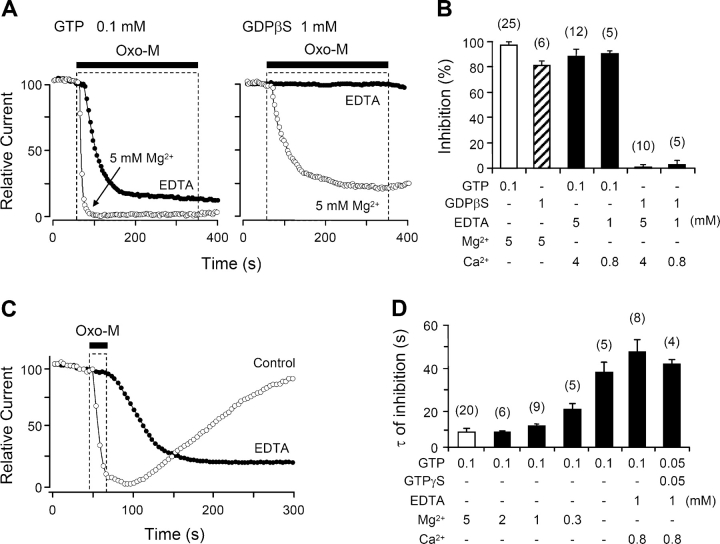 A
GTP 0.1 mM
Oxo-M
Relative Current
100
75
50
25
0
5 mM Mg2+
EDTA
0 100 200 300 400
Time (s)
GDPβS 1 mM
Oxo-M
EDTA
5 mM Mg2+
0 100 200 300 400
Time (s)
B
Inhibition (%)
100
80
60
40
20
0
(25) (6) (12) (5) (10) (5)
GTP 0.1 - 0.1 0.1 - -
GDPβS - 1 - - 1 1
EDTA - - 5 1 5 1 (mM)
Mg2+ 5 5 - - - -
Ca2+ - - 4 0.8 4 0.8
C
Oxo-M
Relative Current
100
75
50
25
0
Control
EDTA
0 100 200 300
Time (s)
D
τ of inhibition (s)
60
40
20
0
(20) (6) (9) (5) (5) (8) (4)
GTP 0.1 0.1 0.1 0.1 0.1 0.1 0.05
GTPγS - - - - - - 0.05
EDTA - - - - - 1 1 (mM)
Mg2+ 5 2 1 0.3 - - -
Ca2+ - - - - - 0.8 0.8